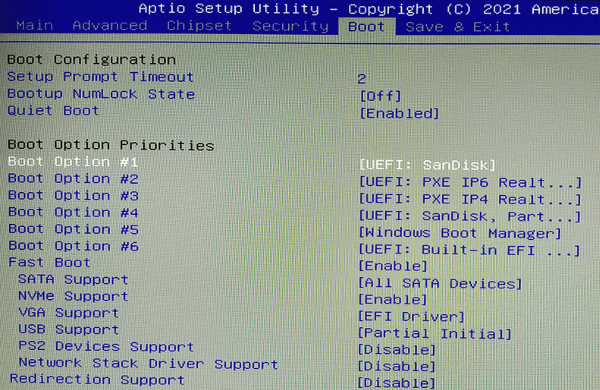 Aptio Setup Utility – Copyright (C) 2021 America
Main Advanced Chipset Security Boot Save & Exit
Boot Configuration
Setup Prompt Timeout 2
Bootup NumLock State [Off]
Quiet Boot [Enabled]
Boot Option Priorities
Boot Option #1 [UEFI: SanDisk]
Boot Option #2 [UEFI: PXE IP6 Realt...]
Boot Option #3 [UEFI: PXE IP4 Realt...]
Boot Option #4 [UEFI: SanDisk, Part...]
Boot Option #5 [Windows Boot Manager]
Boot Option #6 [UEFI: Built-in EFI ...]
Fast Boot [Enable]
SATA Support [All SATA Devices]
NVMe Support [Enable]
VGA Support [EFI Driver]
USB Support [Partial Initial]
PS2 Devices Support [Disable]
Network Stack Driver Support [Disable]
Redirection Support [Disable]